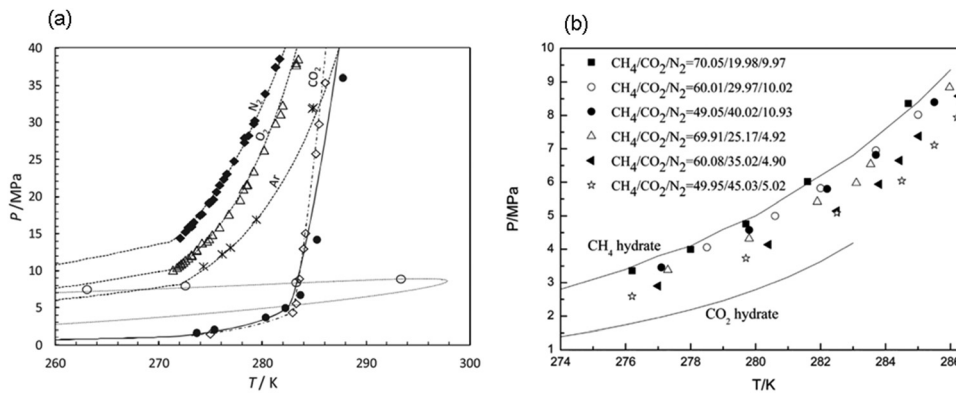 (a)
P/MPa
40
35
30
25
20
15
10
5
0
N2
O2
Ar
CO2
260
270
280
290
300
T / K
(b)
P/MPa
10
9
8
7
6
5
4
3
2
1
CH4/CO2/N2=70.05/19.98/9.97
CH4/CO2/N2=60.01/29.97/10.02
CH4/CO2/N2=49.05/40.02/10.93
CH4/CO2/N2=69.91/25.17/4.92
CH4/CO2/N2=60.08/35.02/4.90
CH4/CO2/N2=49.95/45.03/5.02
CH4 hydrate
CO2 hydrate
274
276
278
280
282
284
286
T/K